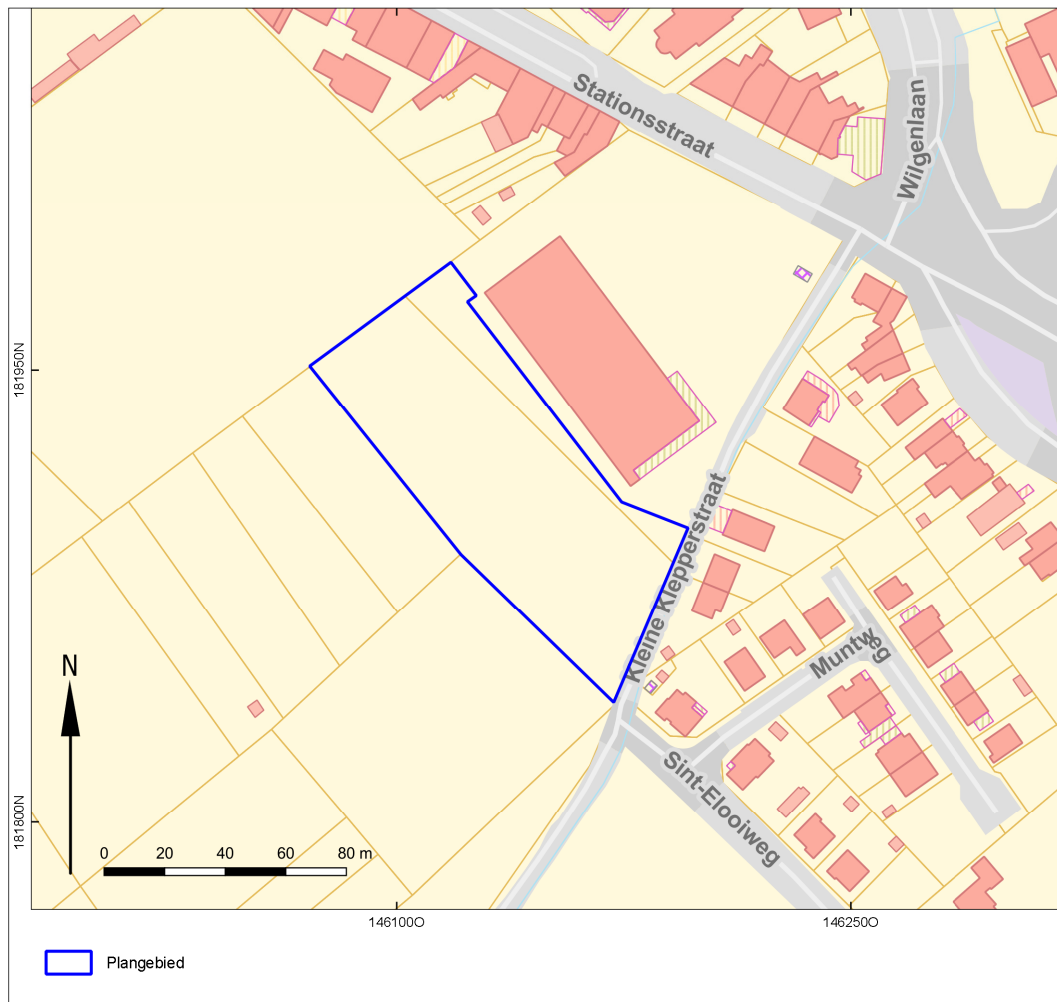 Stationsstraat
Wilgenlaan
181950N
Kleine Klepperstraat
Muntweg
N
Sint-Elooiweg
181800N
0 20 40 60 80 m
146100O 146250O
Plangebied